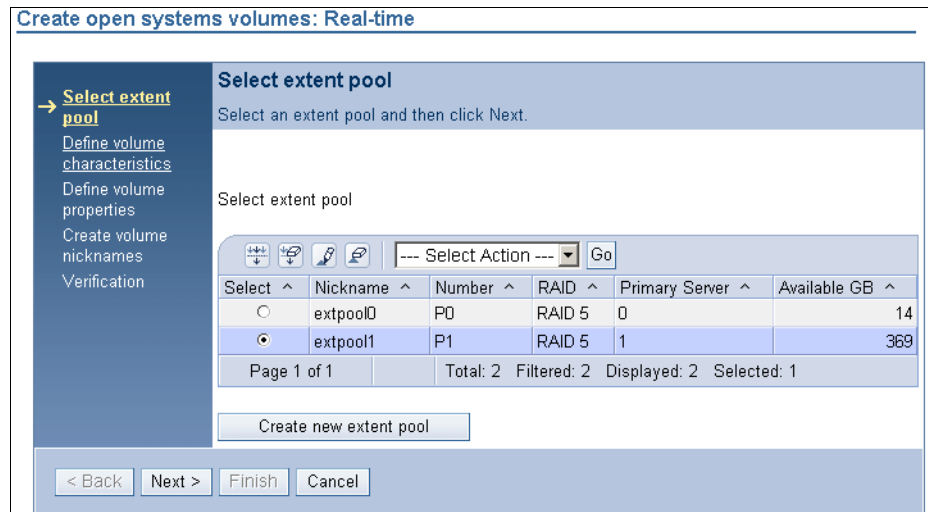 Create open systems volumes: Real-time
Select extent
pool
Define volume
characteristics
Define volume
properties
Create volume
nicknames
Verification
Select extent pool
Select an extent pool and then click Next.
Select extent pool
--- Select Action --- Go
Select Nickname Number RAID Primary Server Available GB
extpool0 P0 RAID 5 0 14
extpool1 P1 RAID 5 1 369
Page 1 of 1 Total: 2 Filtered: 2 Displayed: 2 Selected: 1
Create new extent pool
< Back Next > Finish Cancel